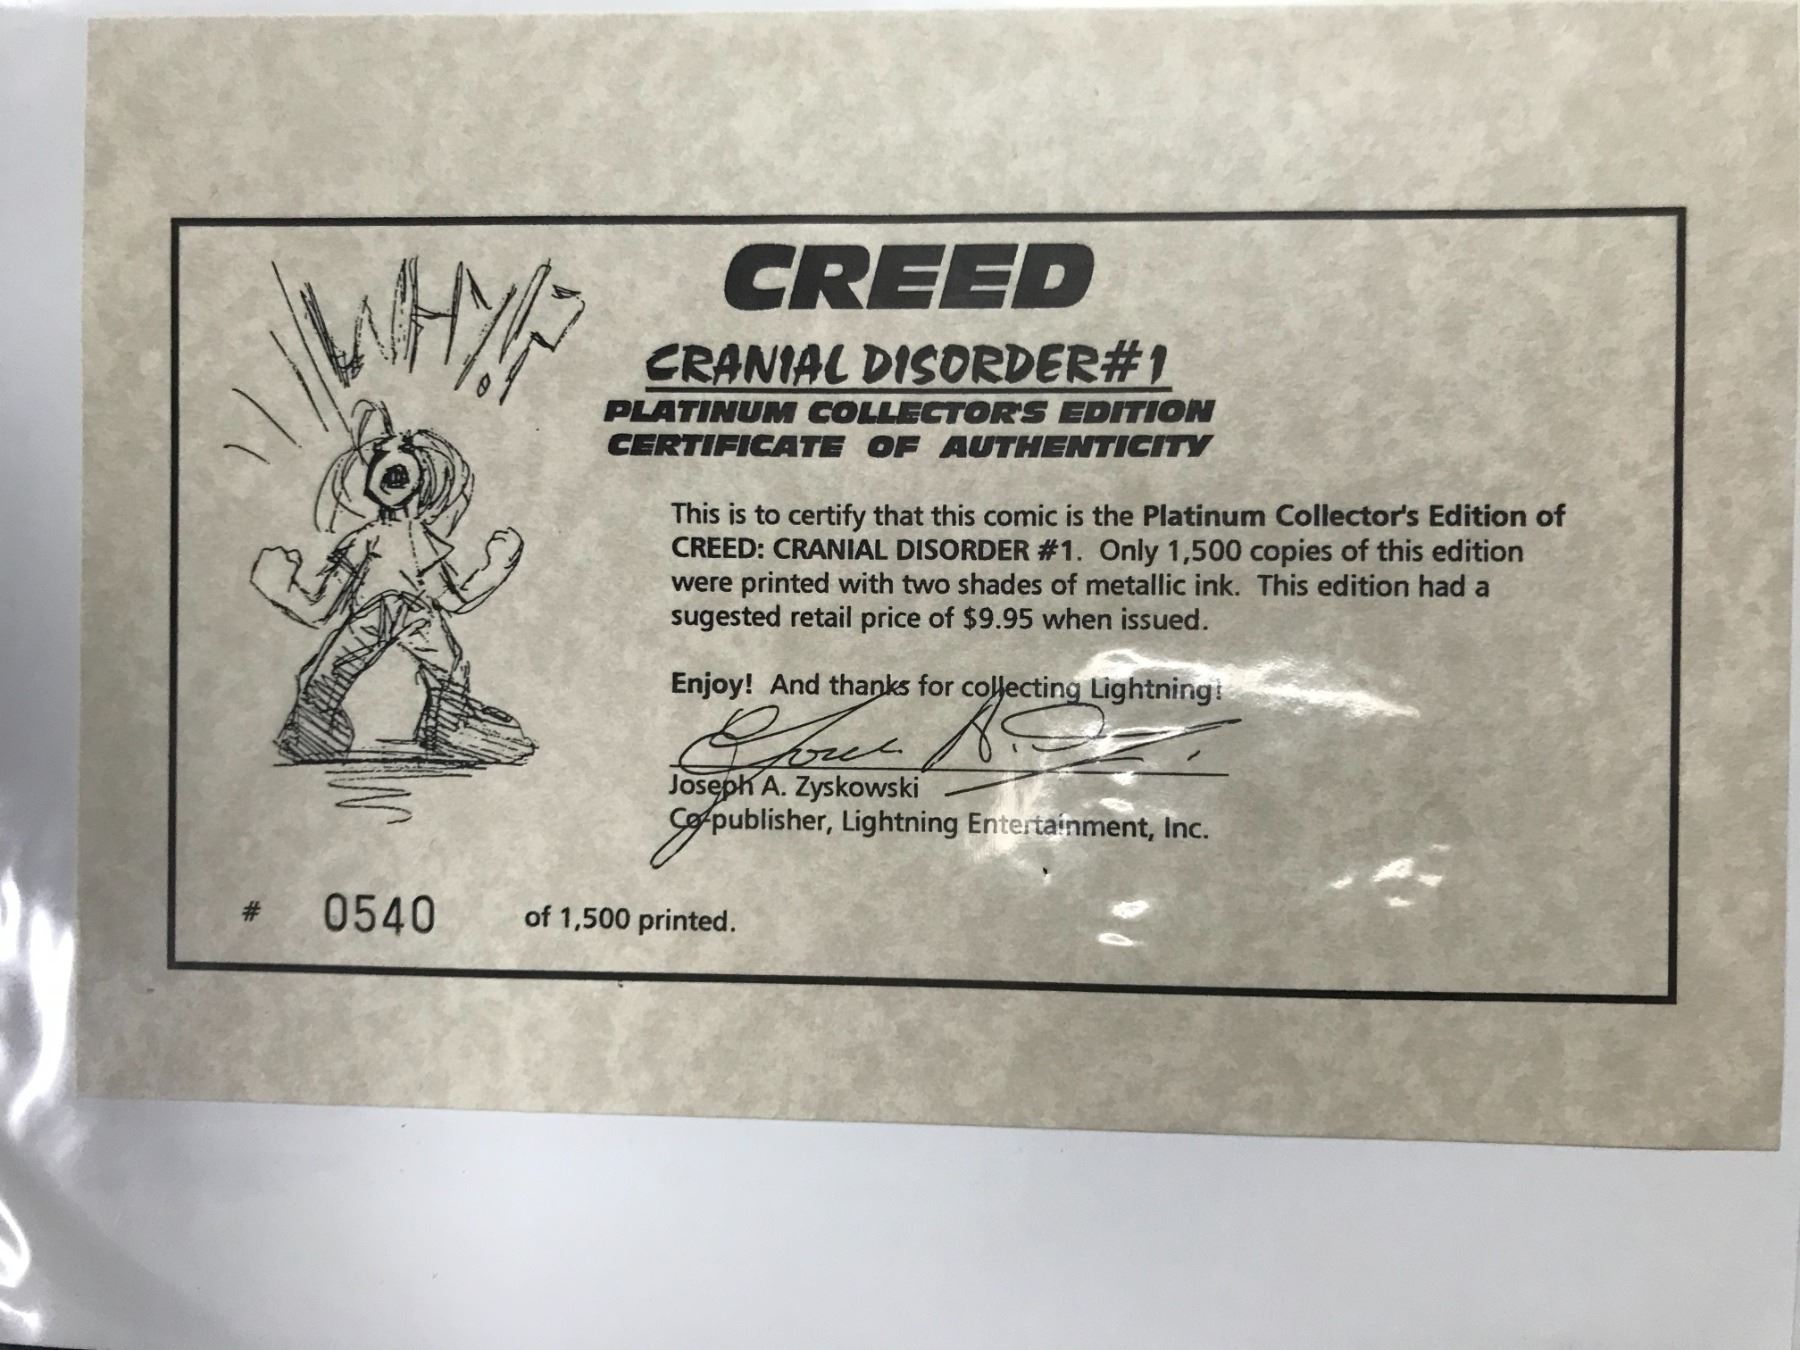 WHY!?
CREED
CRANIAL DISORDER#1
PLATINUM COLLECTOR'S EDITION
CERTIFICATE OF AUTHENTICITY
This is to certify that this comic is the Platinum Collector's Edition of
CREED: CRANIAL DISORDER #1. Only 1,500 copies of this edition
were printed with two shades of metallic ink. This edition had a
sugested retail price of $9.95 when issued.
Enjoy! And thanks for collecting Lightning!
Joseph A. Zyskowski
Co-publisher, Lightning Entertainment, Inc.
# 0540 of 1,500 printed.